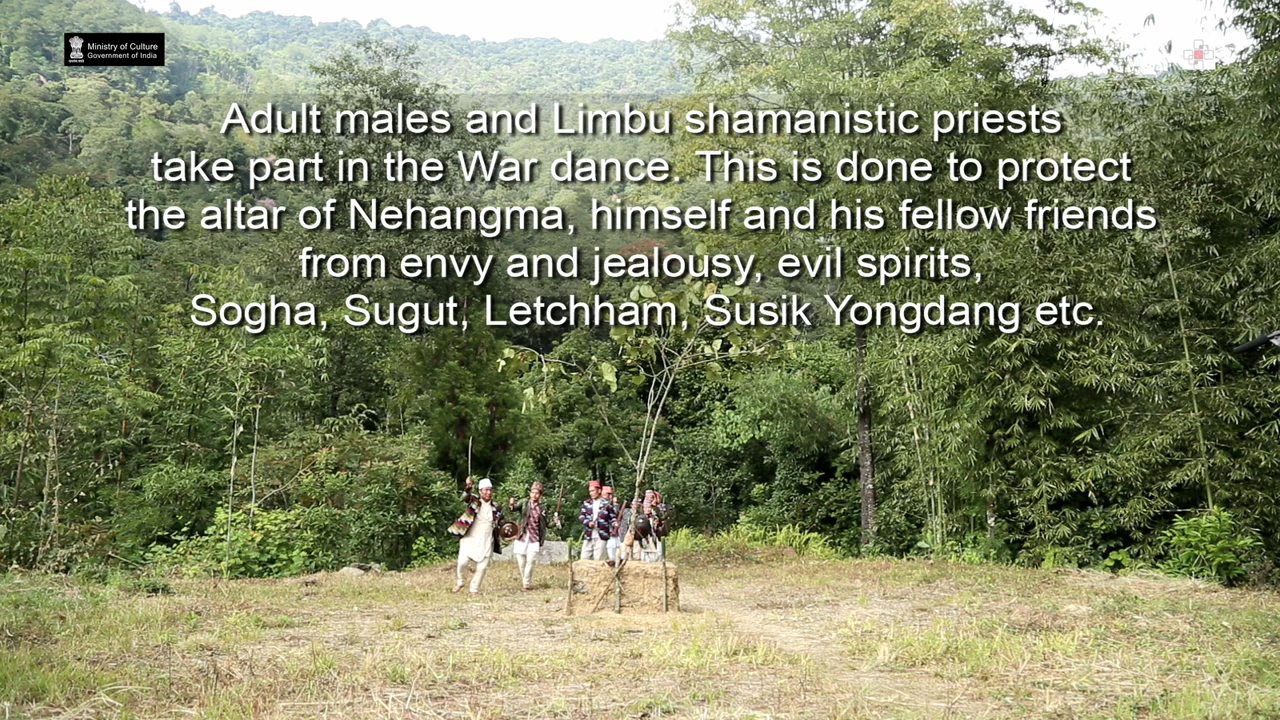 Ministry of Culture
Government of India
Adult males and Limbu shamanistic priests
take part in the War dance. This is done to protect
the altar of Nehangma, himself and his fellow friends
from envy and jealousy, evil spirits,
Sogha, Sugut, Letchham, Susik Yongdang etc.